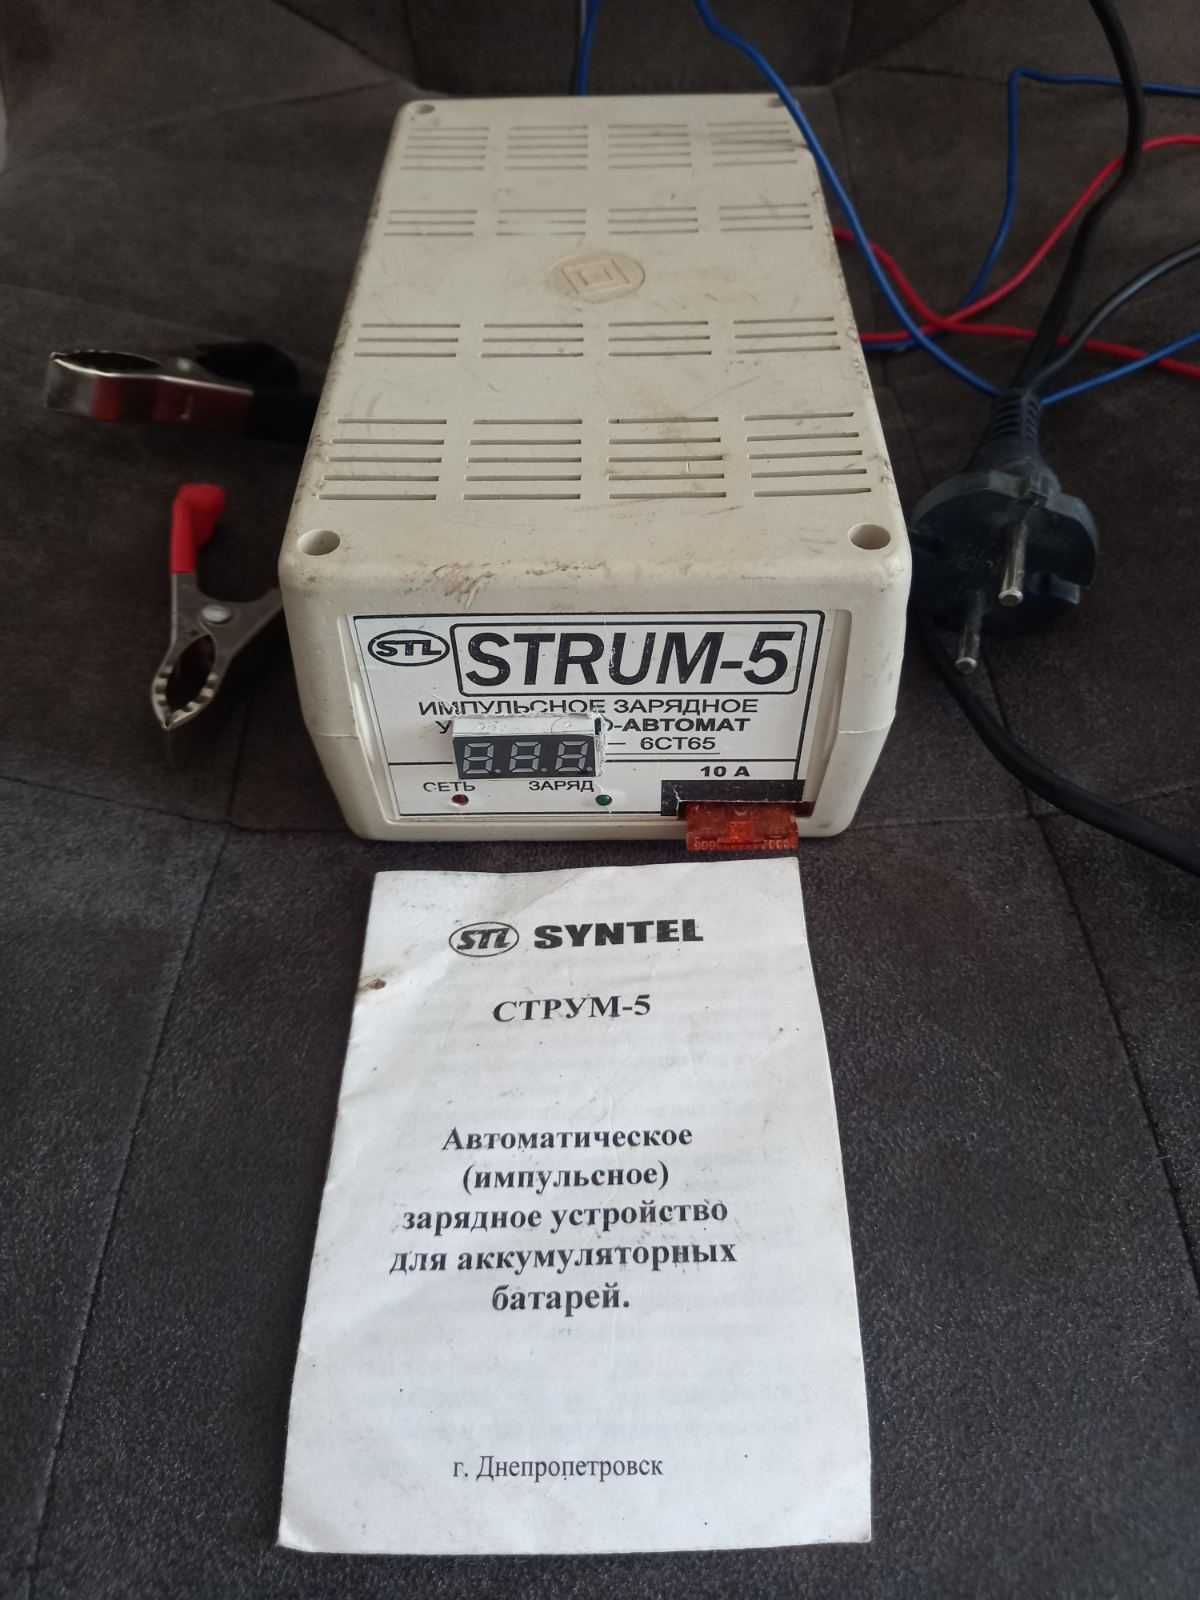 STL STRUM-5
ИМПУЛЬСНОЕ ЗАРЯДНОЕ
-АВТОМАТ
— 6СТ65
10 А
СЕТЬ ЗАРЯД
STL SYNTEL
СТРУМ-5
Автоматическое
(импульсное)
зарядное устройство
для аккумуляторных
батарей.
г. Днепропетровск